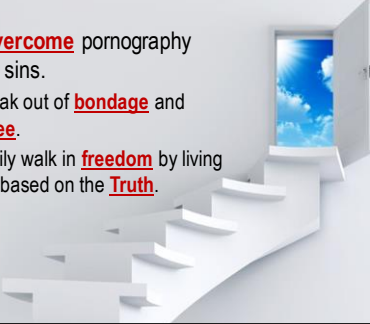 vercome pornography
sins.
ak out of bondage and
ee.
ily walk in freedom by living
based on the Truth.